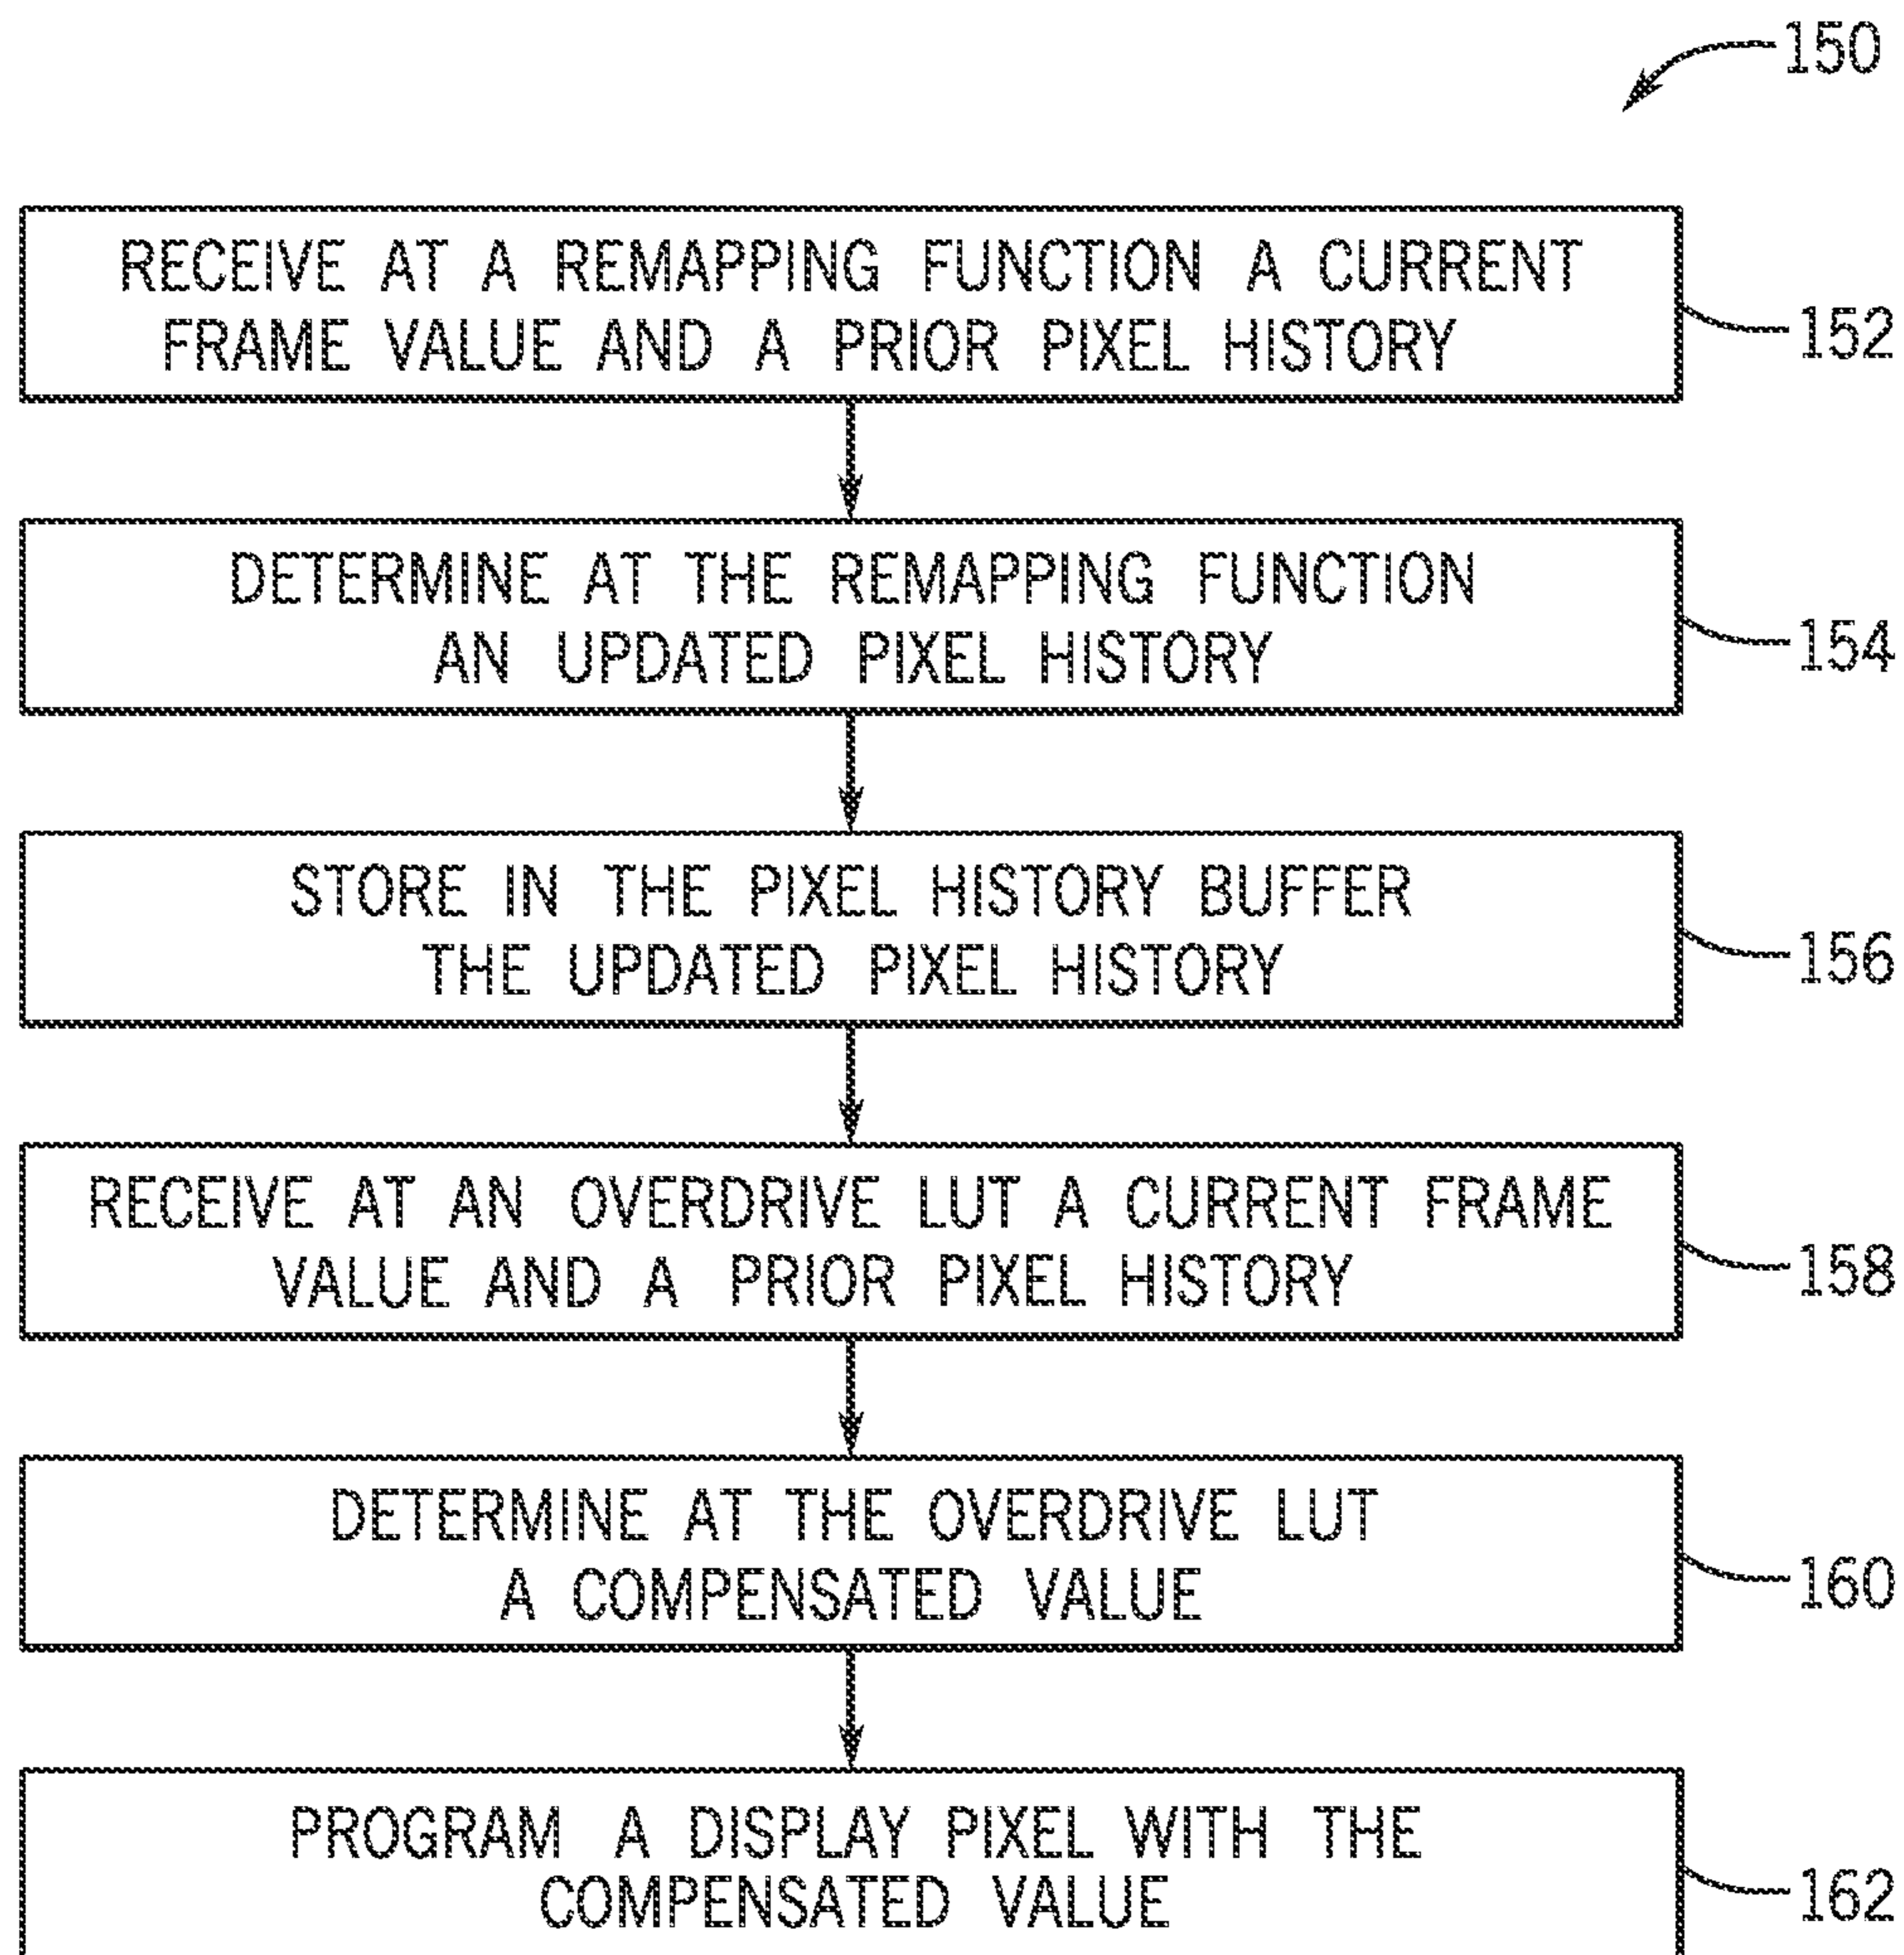 150
RECEIVE AT A REMAPPING FUNCTION A CURRENT
FRAME VALUE AND A PRIOR PIXEL HISTORY
152
DETERMINE AT THE REMAPPING FUNCTION
AN UPDATED PIXEL HISTORY
154
STORE IN THE PIXEL HISTORY BUFFER
THE UPDATED PIXEL HISTORY
156
RECEIVE AT AN OVERDRIVE LUT A CURRENT FRAME
VALUE AND A PRIOR PIXEL HISTORY
158
DETERMINE AT THE OVERDRIVE LUT
A COMPENSATED VALUE
160
PROGRAM A DISPLAY PIXEL WITH THE
COMPENSATED VALUE
162